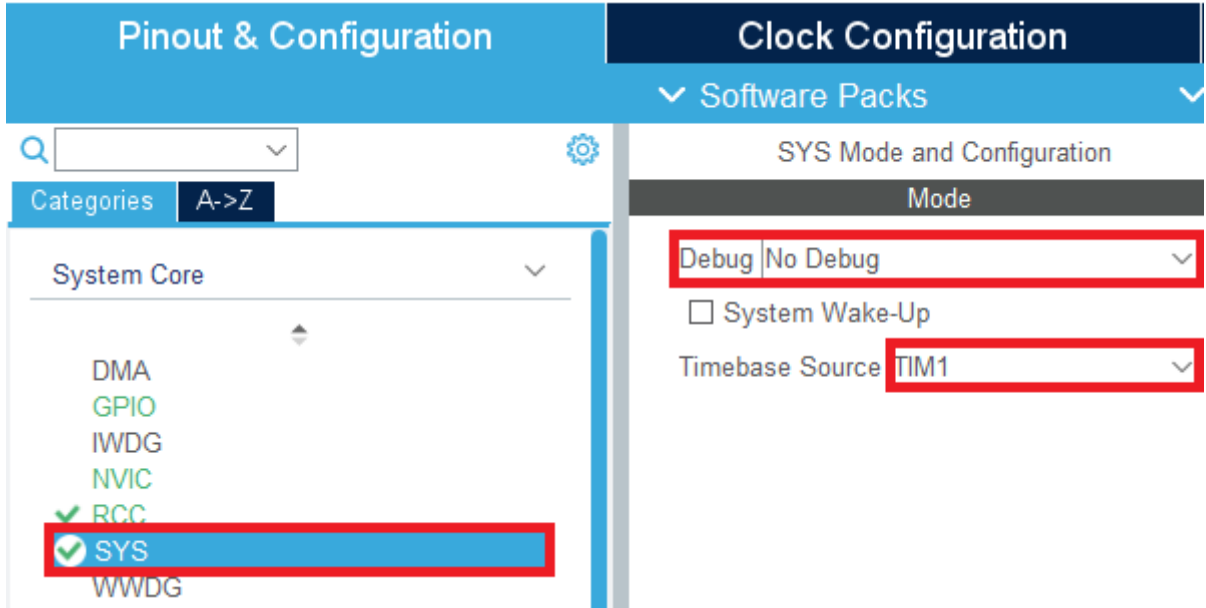 Pinout & Configuration
Clock Configuration
Software Packs
SYS Mode and Configuration
Categories
A->Z
Mode
Debug No Debug
System Core
System Wake-Up
Timebase Source TIM1
DMA
GPIO
IWDG
NVIC
RCC
SYS
WWDG